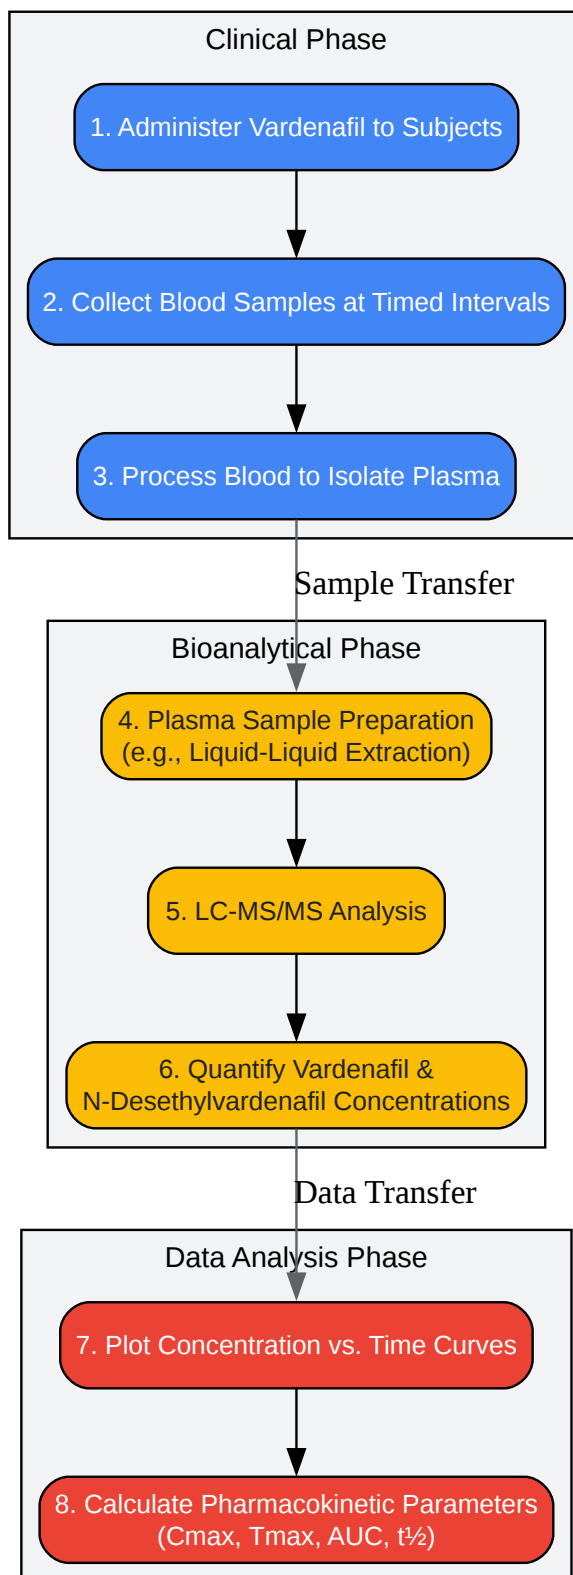 Clinical Phase
1. Administer Vardenafil to Subjects
2. Collect Blood Samples at Timed Intervals
3. Process Blood to Isolate Plasma
Sample Transfer
Bioanalytical Phase
4. Plasma Sample Preparation
(e.g., Liquid-Liquid Extraction)
5. LC-MS/MS Analysis
6. Quantify Vardenafil &
N-Desethylvardenafil Concentrations
Data Transfer
Data Analysis Phase
7. Plot Concentration vs. Time Curves
8. Calculate Pharmacokinetic Parameters
(Cmax, Tmax, AUC, t½)